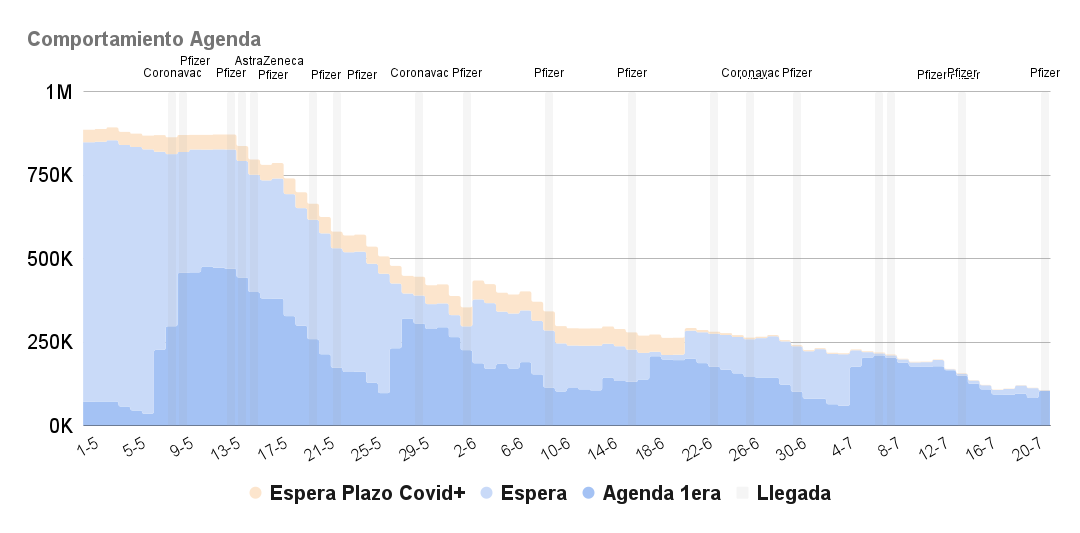 Comportamiento Agenda
Pfizer AstraZeneca
Coronavac Pfizer Pfizer Pfizer Pfizer Coronavac Pfizer Pfizer Pfizer Coronavac Pfizer Pfizer Pfizer Pfizer
1M
750K
500K
250K
0K
1-5 5-5 9-5 13-5 17-5 21-5 25-5 29-5 2-6 6-6 10-6 14-6 18-6 22-6 26-6 30-6 4-7 8-7 12-7 16-7 20-7
Espera Plazo Covid+ Espera Agenda 1era Llegada